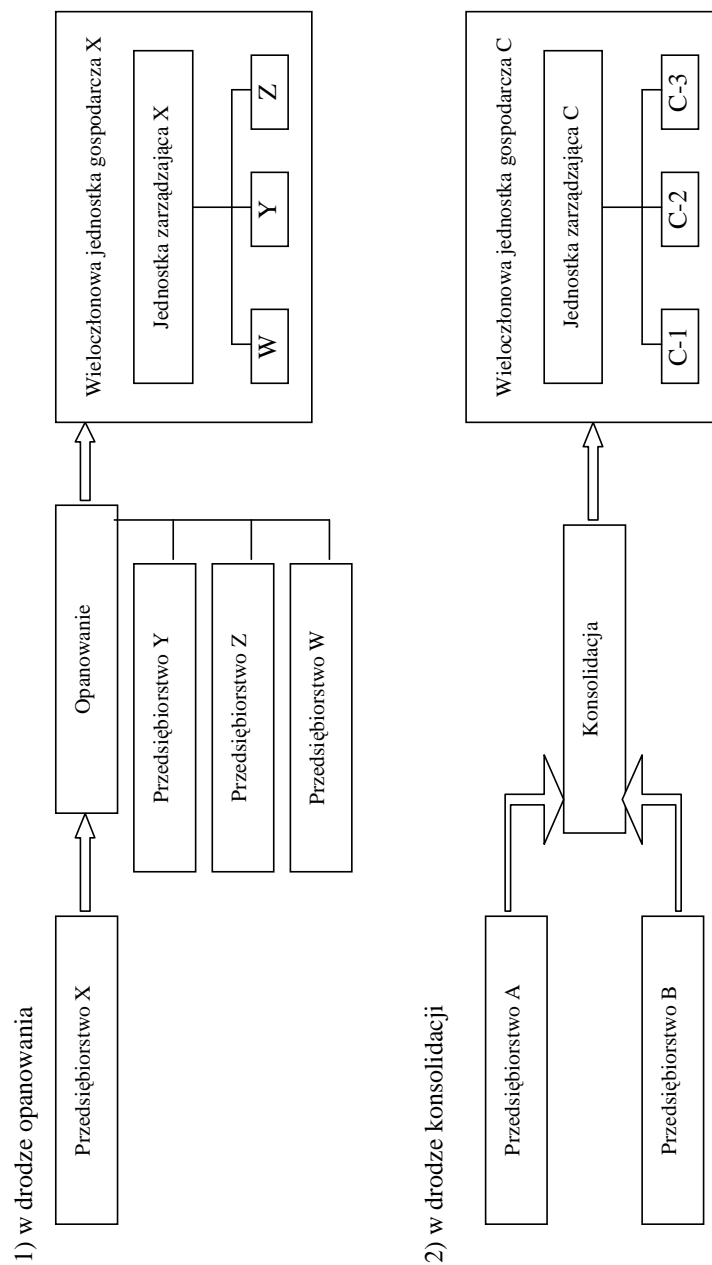 1) w drodze opanowania
Przedsiębiorstwo X
Opanowanie
Przedsiębiorstwo Y
Przedsiębiorstwo Z
Przedsiębiorstwo W
Wieloczłonowa jednostka gospodarcza X
Jednostka zarządzająca X
W
Y
Z
2) w drodze konsolidacji
Przedsiębiorstwo A
Przedsiębiorstwo B
Konsolidacja
Wieloczłonowa jednostka gospodarcza C
Jednostka zarządzająca C
C-1
C-2
C-3